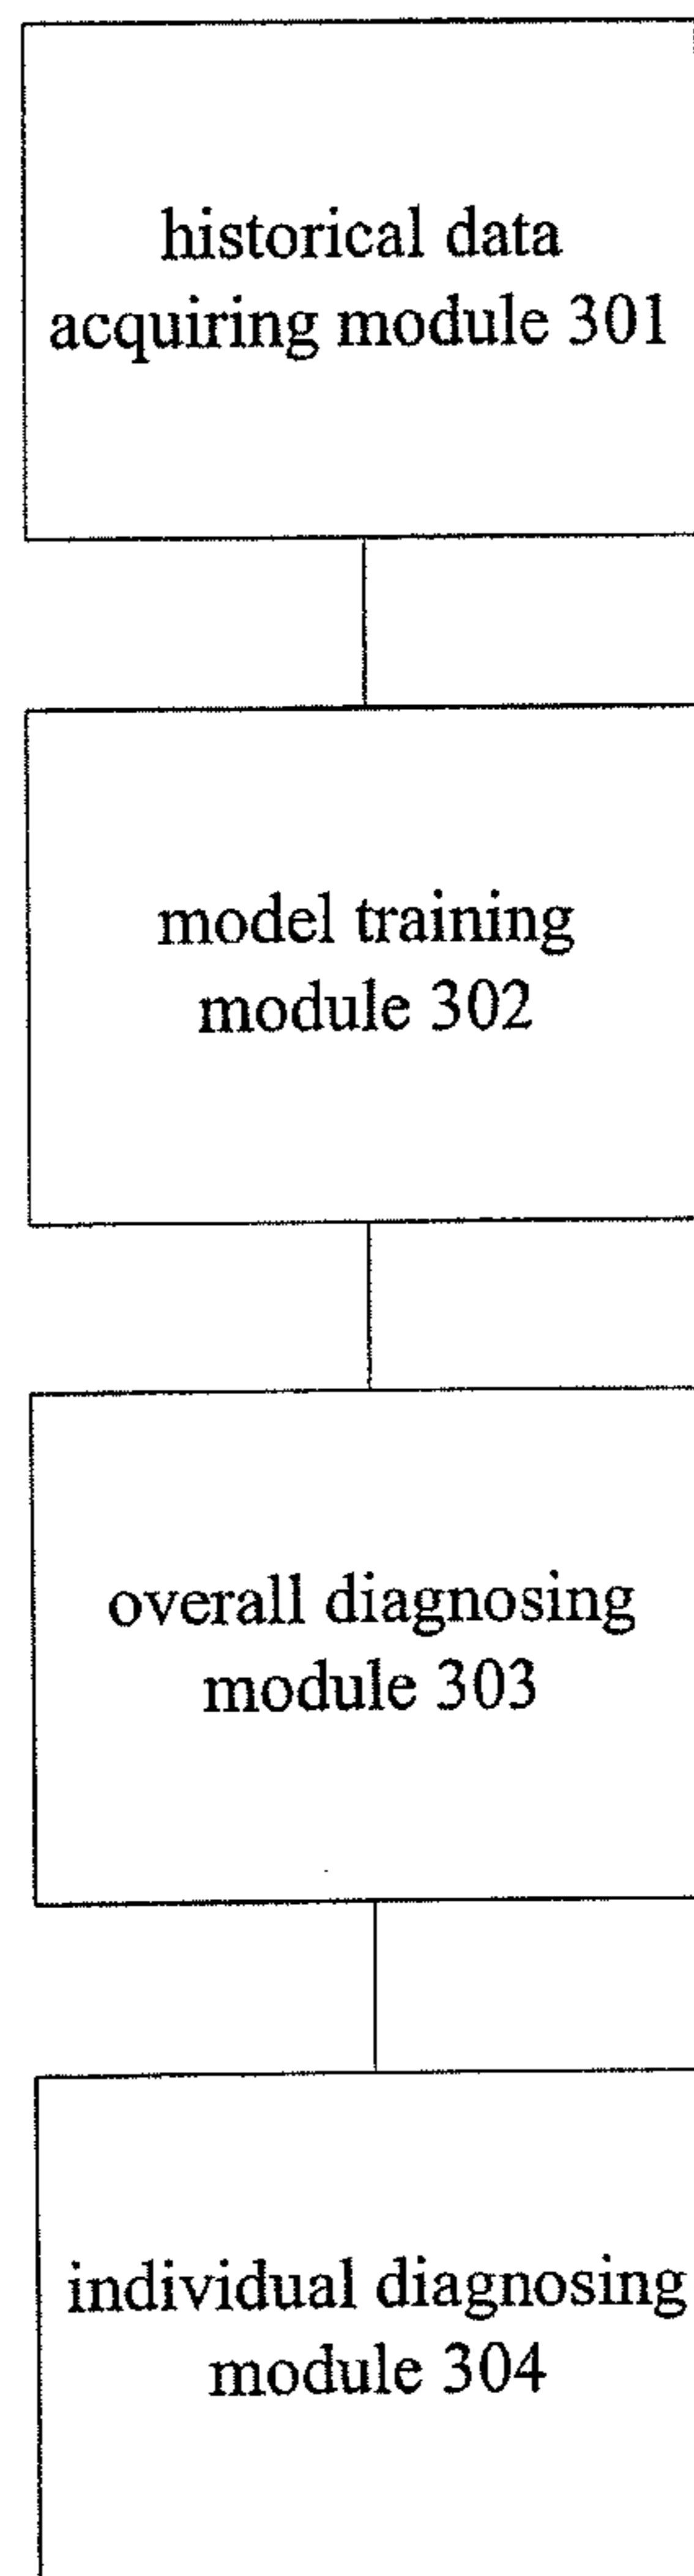 historical data
acquiring module 301
model training
module 302
overall diagnosing
module 303
individual diagnosing
module 304